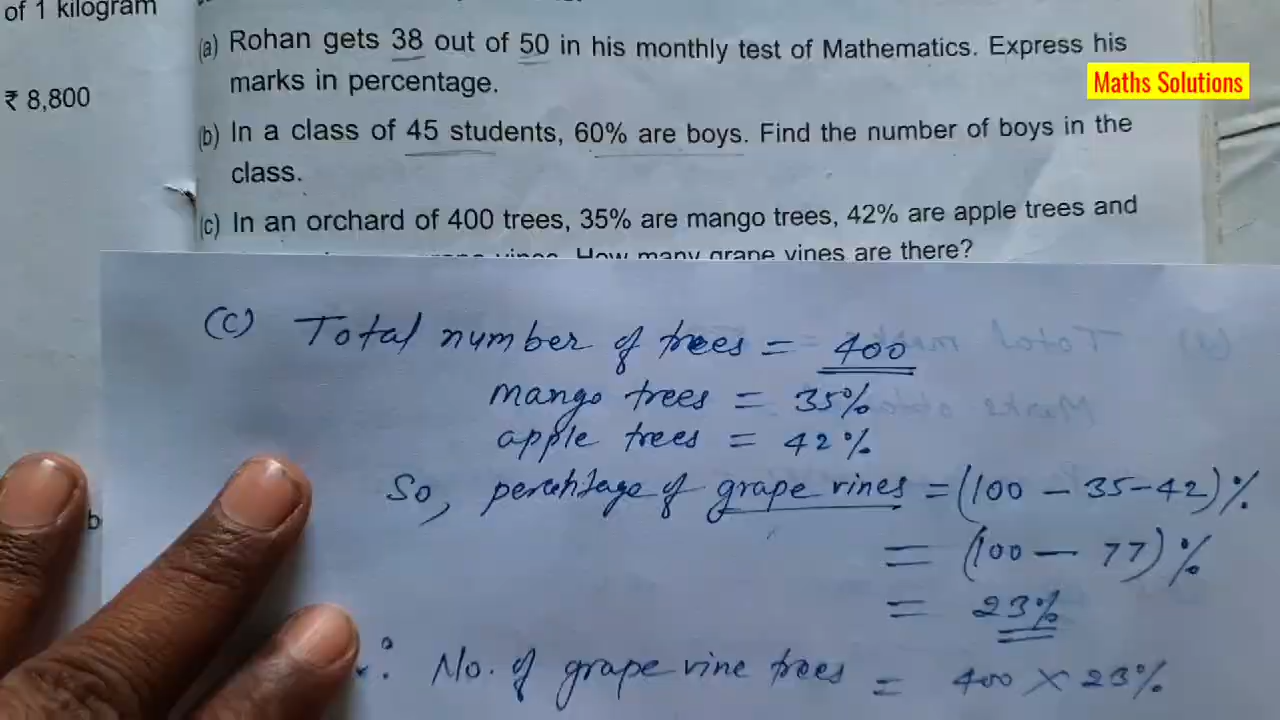 of 1 kilogram
₹ 8,800
(a) Rohan gets 38 out of 50 in his monthly test of Mathematics. Express his
marks in percentage.
Maths Solutions
(b) In a class of 45 students, 60% are boys. Find the number of boys in the
class.
(c) In an orchard of 400 trees, 35% are mango trees, 42% are apple trees and
vines. How many grape vines are there?
(c) Total number of trees = 400
mango trees = 35%
apple trees = 42%
So, percentage of grape vines = (100 - 35-42)%
= (100 - 77)%
= 23%
b
∴ No. of grape vine trees = 400 × 23%